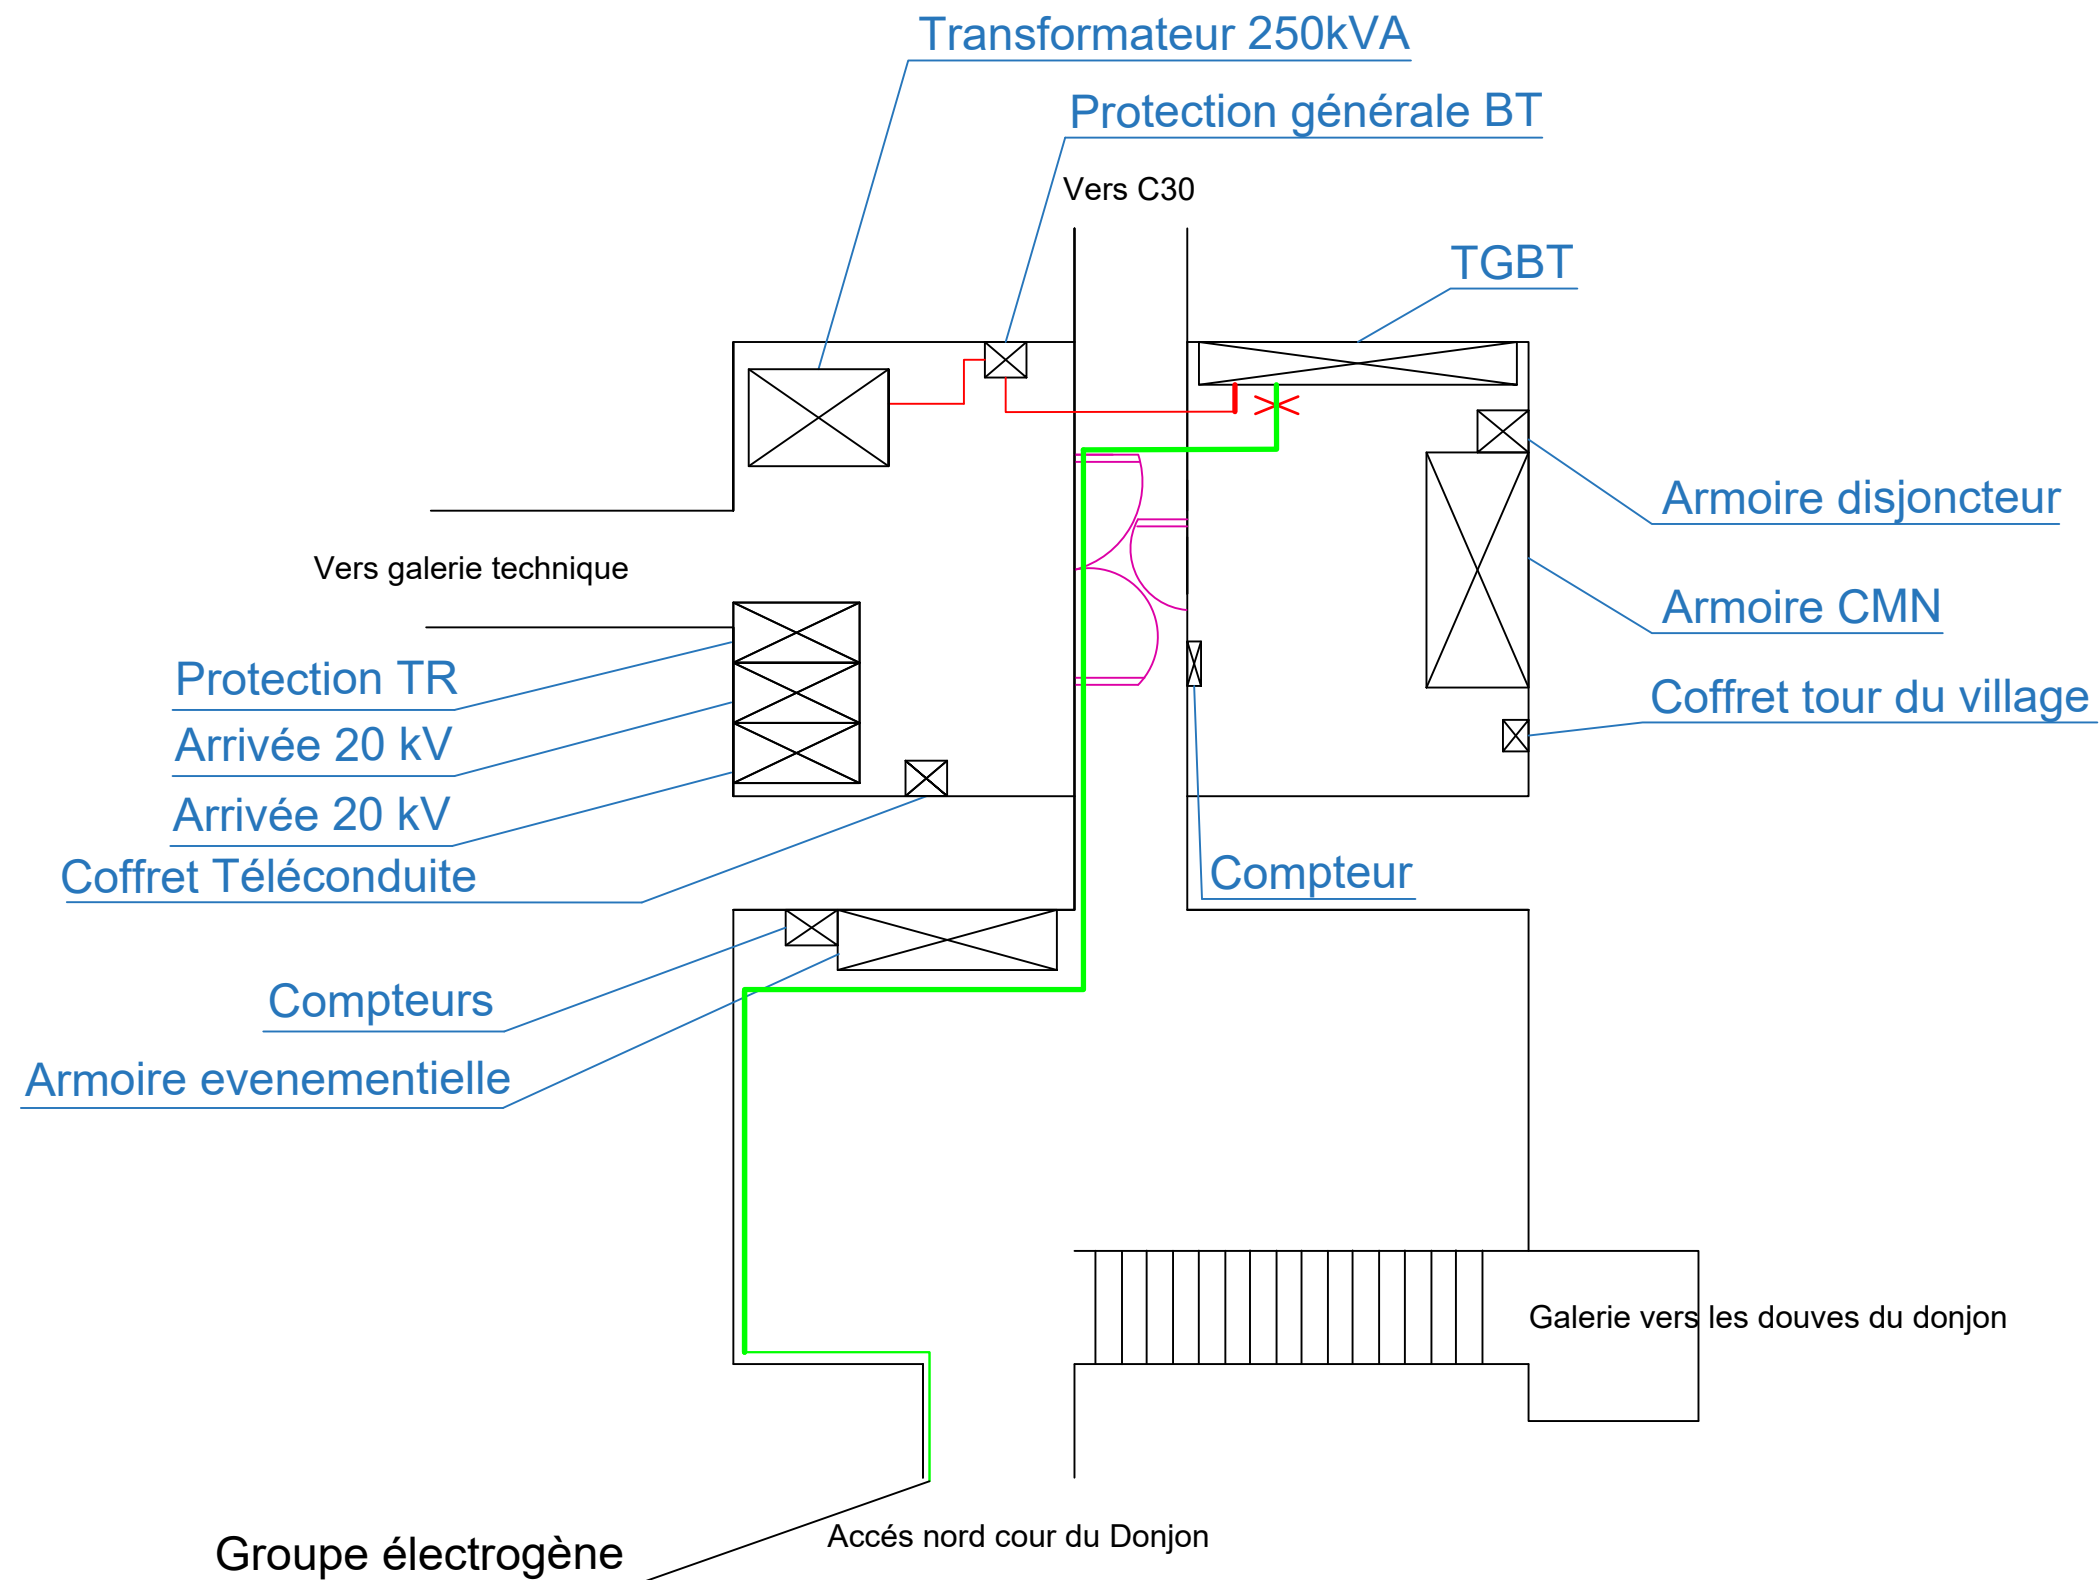 Transformateur 250kVA
Protection générale BT
Vers C30
TGBT
Armoire disjoncteur
Vers galerie technique
Armoire CMN
Protection TR
Coffret tour du village
Arrivée 20 kV
Arrivée 20 kV
Coffret Téléconduite
Compteur
Compteurs
Armoire evenementielle
Galerie vers les douves du donjon
Accés nord cour du Donjon
Groupe électrogène